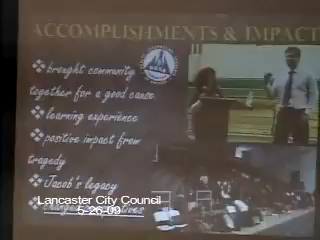 ACCOMPLISHMENTS & IMPACT
brought community
together for a good cause
learning experience
positive impact from
tragedy
Jacob's legacy
Lancaster City Council
5-26-09